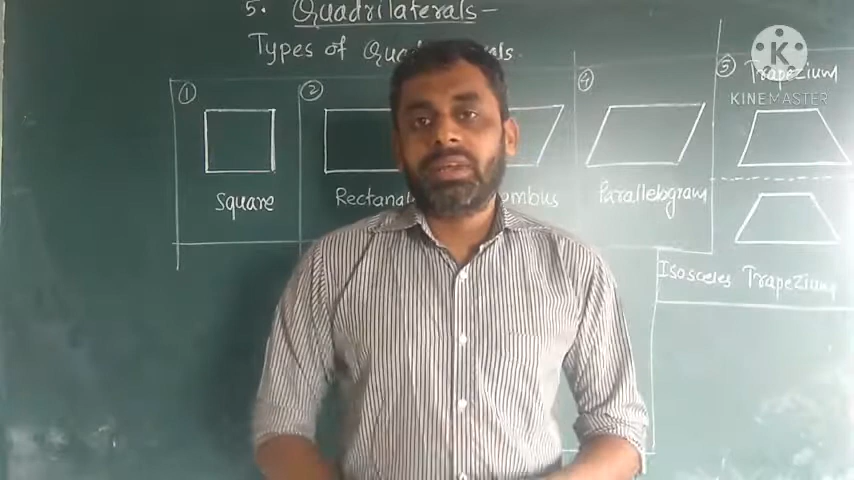 5. Quadrilaterals -
Types of
① ② ④ ⑤ Trapezium
KINEMASTER
Square
Parallelogram
Isosceles Trapezium